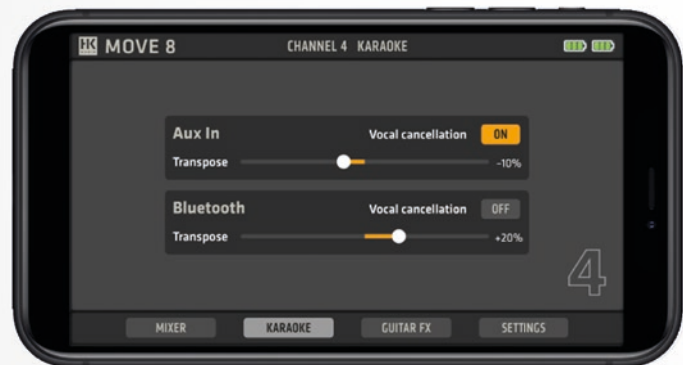 HK MOVE 8 CHANNEL 4 KARAOKE
Aux In Vocal cancellation ON
Transpose -10%
Bluetooth Vocal cancellation OFF
Transpose +20%
4
MIXER KARAOKE GUITAR FX SETTINGS